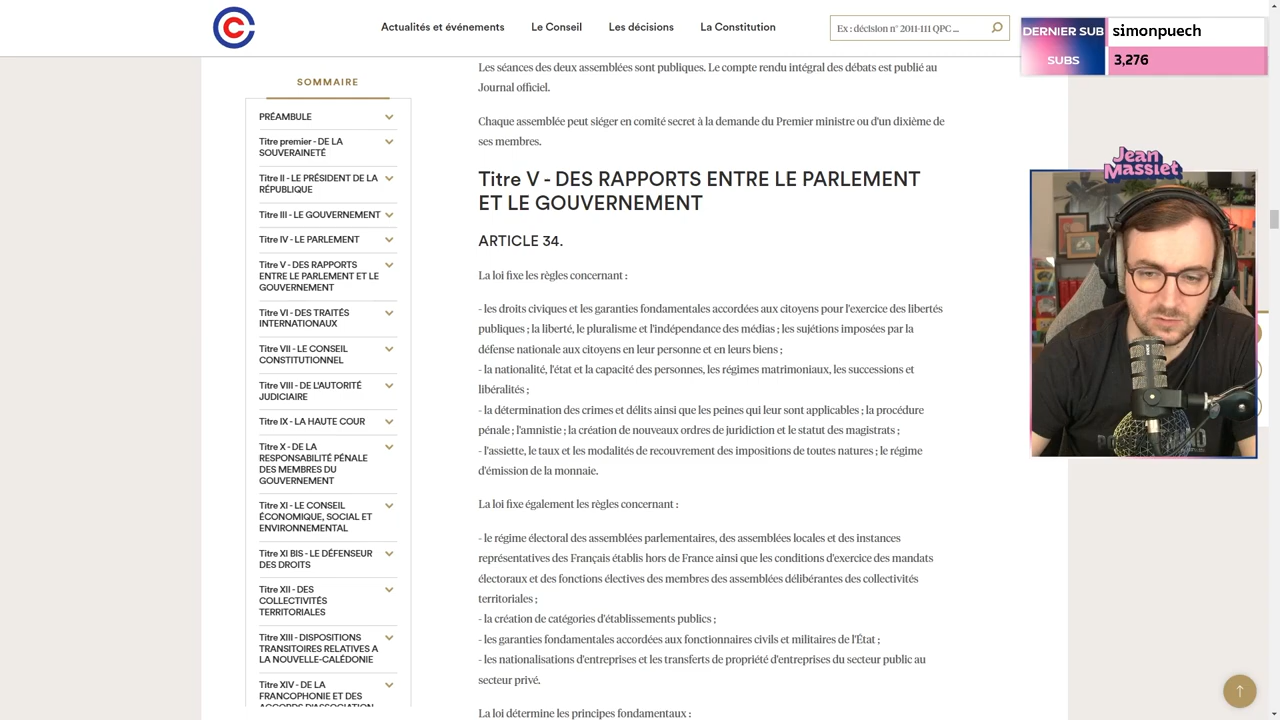 Actualités et événements
Le Conseil
Les décisions
La Constitution
Ex : décision n° 2011-111 QPC ...
DERNIER SUB
simonpuech
SUBS
3,276
SOMMAIRE
PRÉAMBULE
Titre premier - DE LA
SOUVERAINETÉ
Titre II - LE PRÉSIDENT DE LA
RÉPUBLIQUE
Titre III - LE GOUVERNEMENT
Titre IV - LE PARLEMENT
Titre V - DES RAPPORTS
ENTRE LE PARLEMENT ET LE
GOUVERNEMENT
Titre VI - DES TRAITÉS
INTERNATIONAUX
Titre VII - LE CONSEIL
CONSTITUTIONNEL
Titre VIII - DE L'AUTORITÉ
JUDICIAIRE
Titre IX - LA HAUTE COUR
Titre X - DE LA
RESPONSABILITÉ PÉNALE
DES MEMBRES DU
GOUVERNEMENT
Titre XI - LE CONSEIL
ÉCONOMIQUE, SOCIAL ET
ENVIRONNEMENTAL
Titre XI BIS - LE DÉFENSEUR
DES DROITS
Titre XII - DES
COLLECTIVITÉS
TERRITORIALES
Titre XIII - DISPOSITIONS
TRANSITOIRES RELATIVES A
LA NOUVELLE-CALÉDONIE
Titre XIV - DE LA
FRANCOPHONIE ET DES
ACCORDS D'ASSOCIATION
Les séances des deux assemblées sont publiques. Le compte rendu intégral des débats est publié au
Journal officiel.
Chaque assemblée peut siéger en comité secret à la demande du Premier ministre ou d'un dixième de
ses membres.
Titre V - DES RAPPORTS ENTRE LE PARLEMENT
ET LE GOUVERNEMENT
ARTICLE 34.
La loi fixe les règles concernant :
- les droits civiques et les garanties fondamentales accordées aux citoyens pour l'exercice des libertés
publiques ; la liberté, le pluralisme et l'indépendance des médias ; les sujétions imposées par la
défense nationale aux citoyens en leur personne et en leurs biens ;
- la nationalité, l'état et la capacité des personnes, les régimes matrimoniaux, les successions et
libéralités ;
- la détermination des crimes et délits ainsi que les peines qui leur sont applicables ; la procédure
pénale ; l'amnistie ; la création de nouveaux ordres de juridiction et le statut des magistrats ;
- l'assiette, le taux et les modalités de recouvrement des impositions de toutes natures ; le régime
d'émission de la monnaie.
La loi fixe également les règles concernant :
- le régime électoral des assemblées parlementaires, des assemblées locales et des instances
représentatives des Français établis hors de France ainsi que les conditions d'exercice des mandats
électoraux et des fonctions électives des membres des assemblées délibérantes des collectivités
territoriales ;
- la création de catégories d'établissements publics ;
- les garanties fondamentales accordées aux fonctionnaires civils et militaires de l'État ;
- les nationalisations d'entreprises et les transferts de propriété d'entreprises du secteur public au
secteur privé.
La loi détermine les principes fondamentaux :
Jean
Massiet